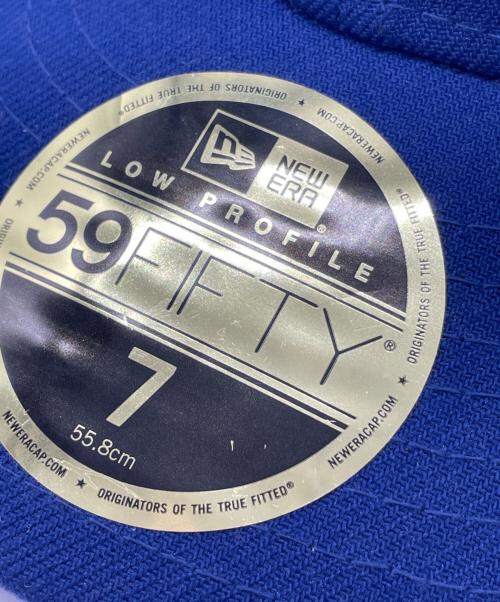 NEW
ERA®
LOW PROFILE
59FIFTY®
7
55.8cm
ORIGINATORS OF THE TRUE FITTED® ★ NEWERACAP.COM
ORIGINATORS OF THE TRUE FITTED® ★ NEWERACAP.COM
ORIGINATORS OF THE TRUE FITTED®
NEWERACAP.COM ★
NEWERACAP.COM
ORIGIN